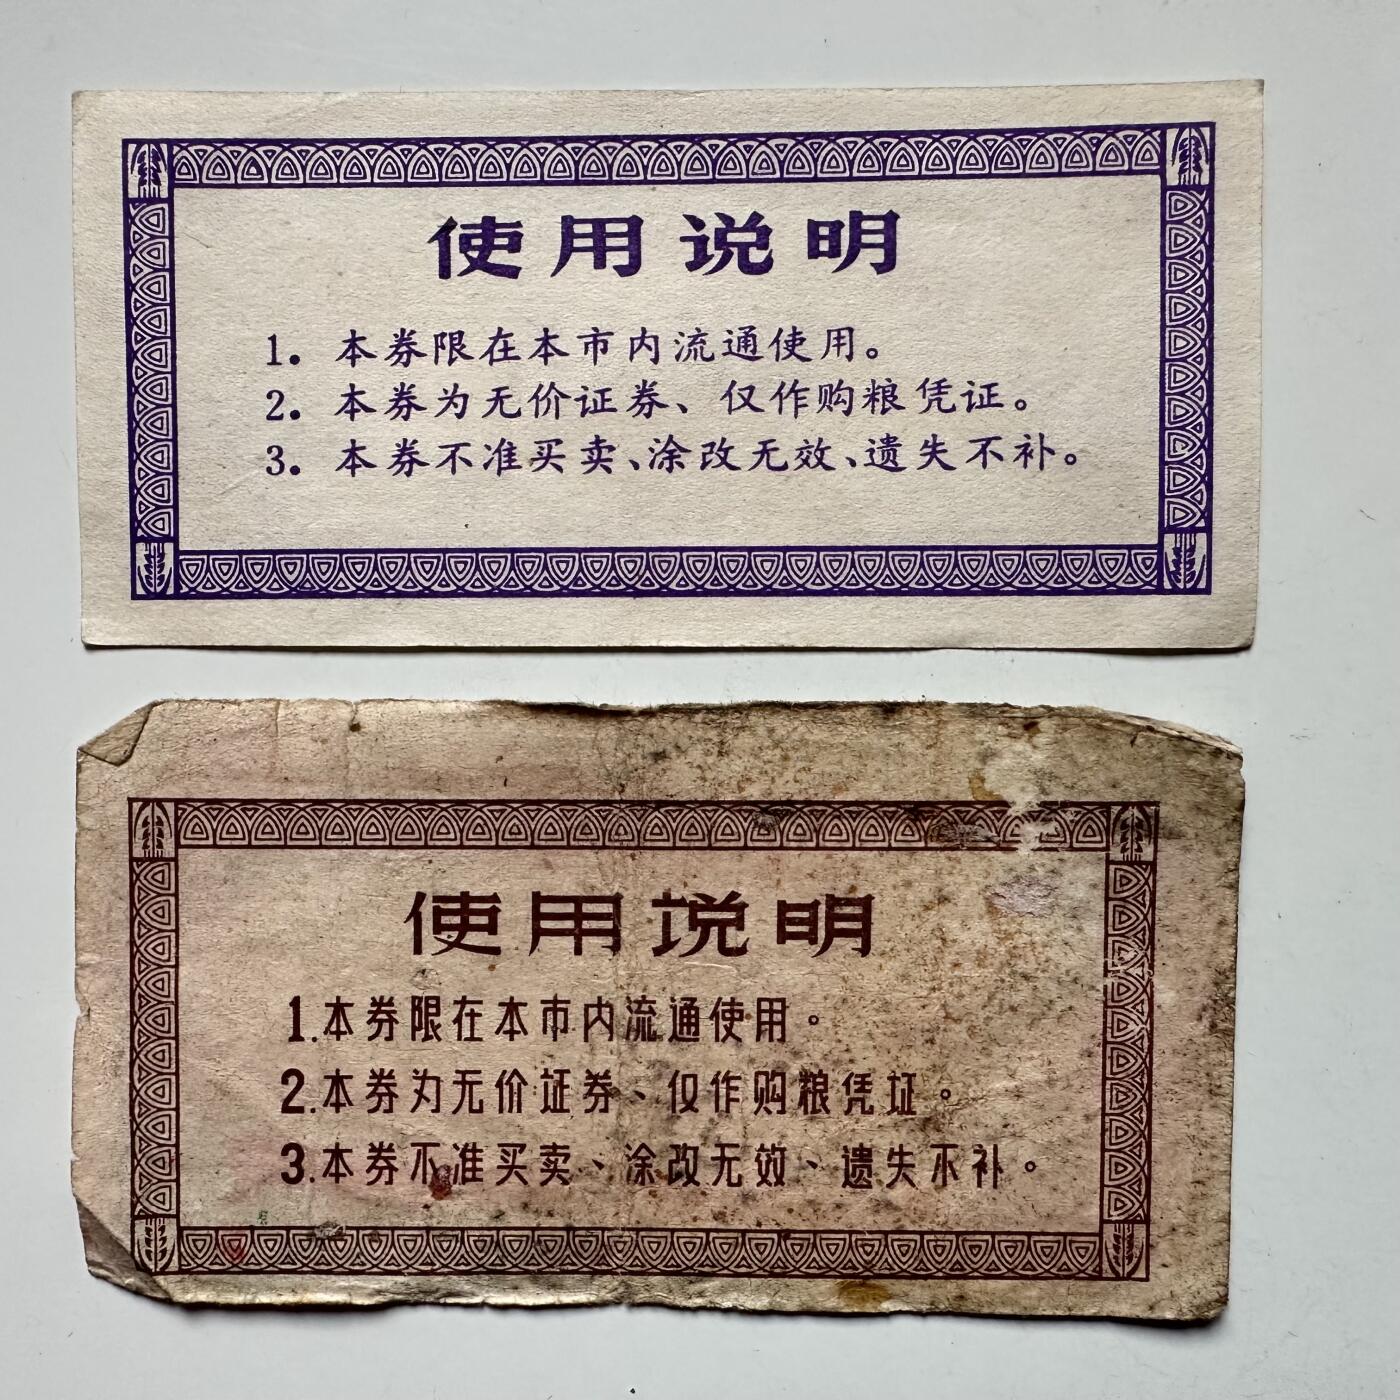 使用说明
1. 本券限在本市内流通使用。
2. 本券为无价证券、仅作购粮凭证。
3. 本券不准买卖、涂改无效、遗失不补。
使用说明
1.本券限在本市内流通使用。
2.本券为无价证券、仅作购粮凭证。
3.本券不准买卖、涂改无效、遗失不补。